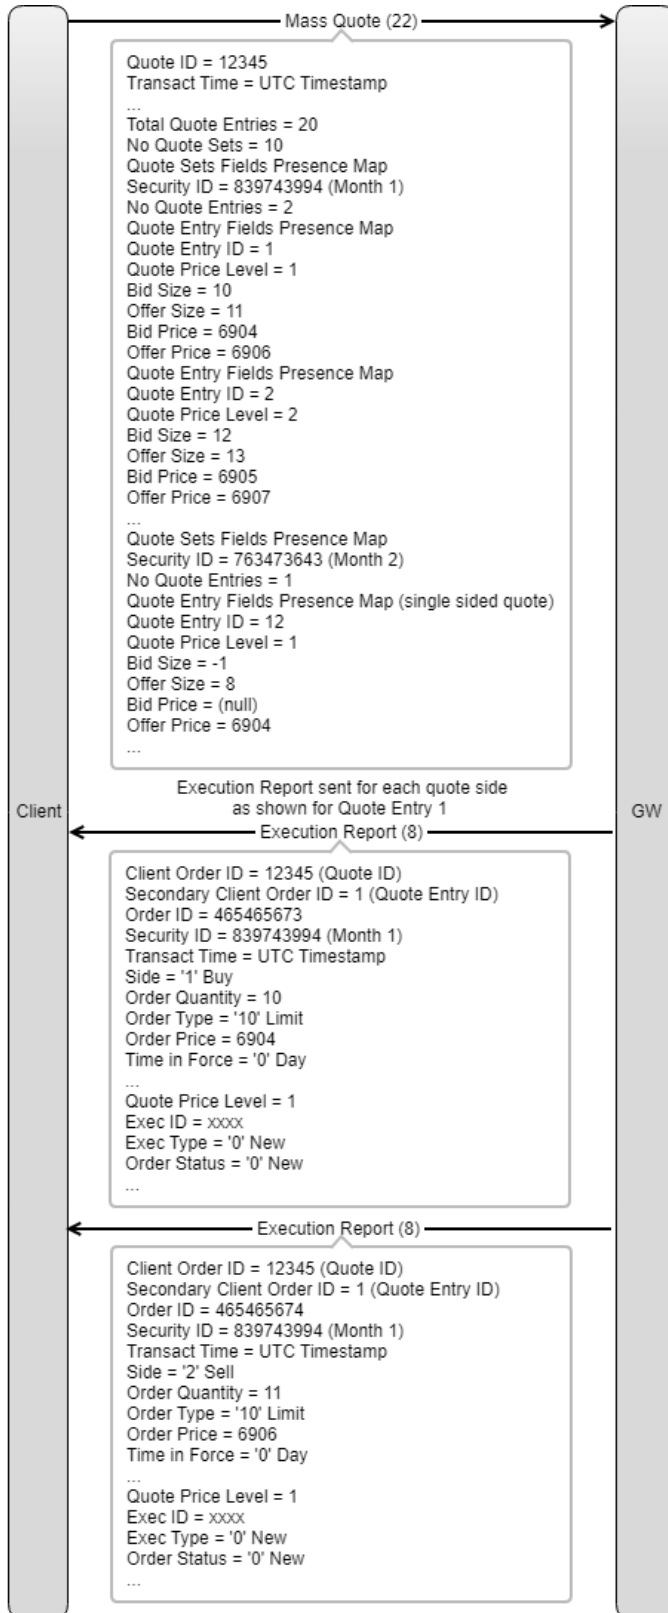 Mass Quote (22)
Quote ID = 12345
Transact Time = UTC Timestamp
...
Total Quote Entries = 20
No Quote Sets = 10
Quote Sets Fields Presence Map
Security ID = 839743994 (Month 1)
No Quote Entries = 2
Quote Entry Fields Presence Map
Quote Entry ID = 1
Quote Price Level = 1
Bid Size = 10
Offer Size = 11
Bid Price = 6904
Offer Price = 6906
Quote Entry Fields Presence Map
Quote Entry ID = 2
Quote Price Level = 2
Bid Size = 12
Offer Size = 13
Bid Price = 6905
Offer Price = 6907
...
Quote Sets Fields Presence Map
Security ID = 763473643 (Month 2)
No Quote Entries = 1
Quote Entry Fields Presence Map (single sided quote)
Quote Entry ID = 12
Quote Price Level = 1
Bid Size = -1
Offer Size = 8
Bid Price = (null)
Offer Price = 6904
...
Execution Report sent for each quote side
as shown for Quote Entry 1
Client
GW
Execution Report (8)
Client Order ID = 12345 (Quote ID)
Secondary Client Order ID = 1 (Quote Entry ID)
Order ID = 465465673
Security ID = 839743994 (Month 1)
Transact Time = UTC Timestamp
Side = '1' Buy
Order Quantity = 10
Order Type = '10' Limit
Order Price = 6904
Time in Force = '0' Day
...
Quote Price Level = 1
Exec ID = xxxx
Exec Type = '0' New
Order Status = '0' New
...
Execution Report (8)
Client Order ID = 12345 (Quote ID)
Secondary Client Order ID = 1 (Quote Entry ID)
Order ID = 465465674
Security ID = 839743994 (Month 1)
Transact Time = UTC Timestamp
Side = '2' Sell
Order Quantity = 11
Order Type = '10' Limit
Order Price = 6906
Time in Force = '0' Day
...
Quote Price Level = 1
Exec ID = xxxx
Exec Type = '0' New
Order Status = '0' New
...